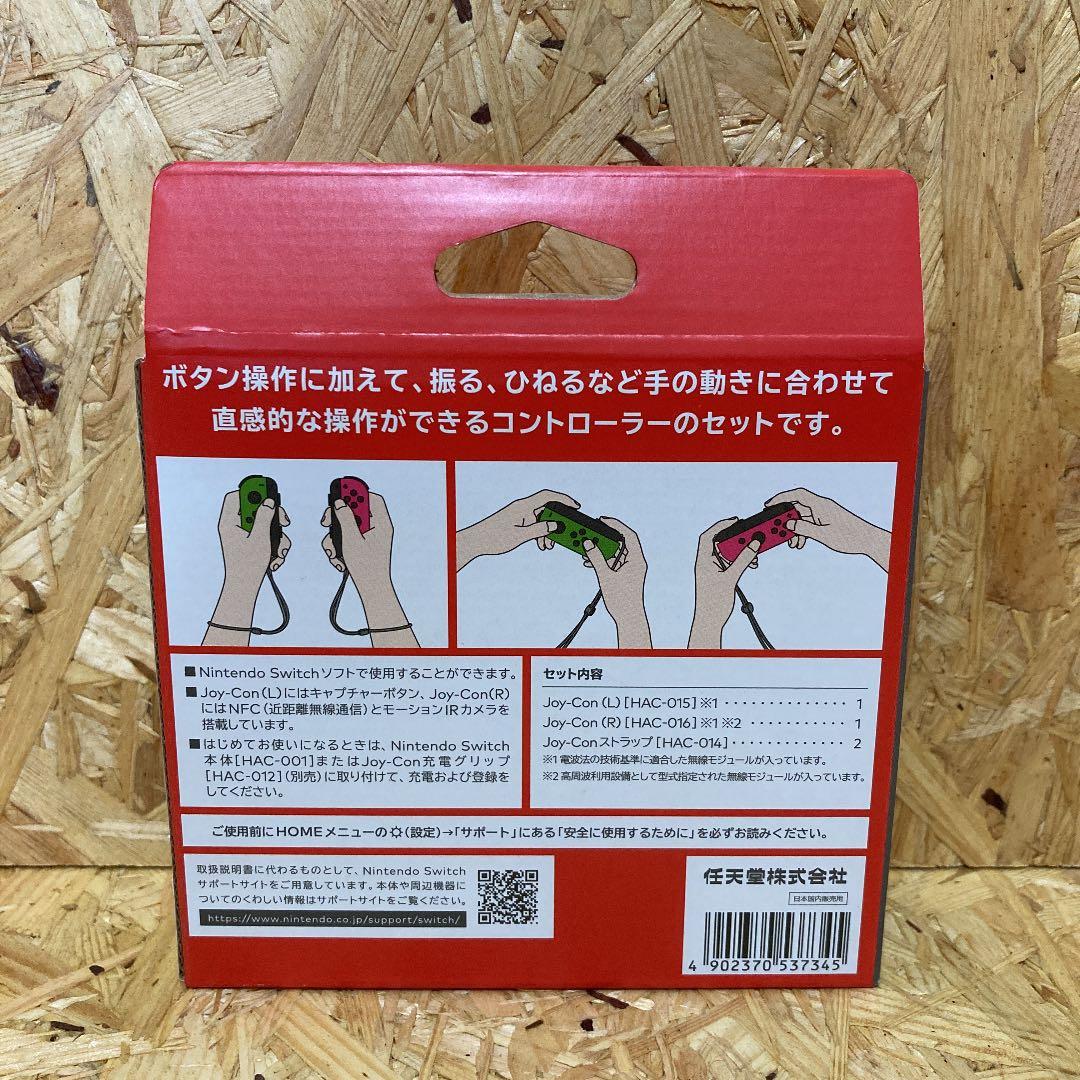 ボタン操作に加えて、振る、ひねるなど手の動きに合わせて
直感的な操作ができるコントローラーのセットです。
■Nintendo Switchソフトで使用することができます。
■Joy-Con(L)にはキャプチャーボタン、Joy-Con(R)
にはNFC(近距離無線通信)とモーションIRカメラを
搭載しています。
■はじめてお使いになるときは、Nintendo Switch
本体[HAC-001]またはJoy-Con充電グリップ
[HAC-012](別売)に取り付けて、充電および登録を
してください。
セット内容
Joy-Con(L)[HAC-015]※1 ・・・・・・・・・・・・・・ 1
Joy-Con(R)[HAC-016]※1 ※2 ・・・・・・・・・・・ 1
Joy-Conストラップ[HAC-014]・・・・・・・・・・・・・ 2
※1 電波法の技術基準に適合した無線モジュールが入っています。
※2 高周波利用設備として型式指定された無線モジュールが入っています。
ご使用前にHOMEメニューの(設定)→「サポート」にある「安全に使用するために」を必ずお読みください。
取扱説明書に代わるものとして、Nintendo Switch
サポートサイトをご用意しています。本体や周辺機器に
ついてのくわしい情報はサポートサイトをご覧ください。
https://www.nintendo.co.jp/support/switch/
任天堂株式会社
日本国内販売用
4 902370 537345